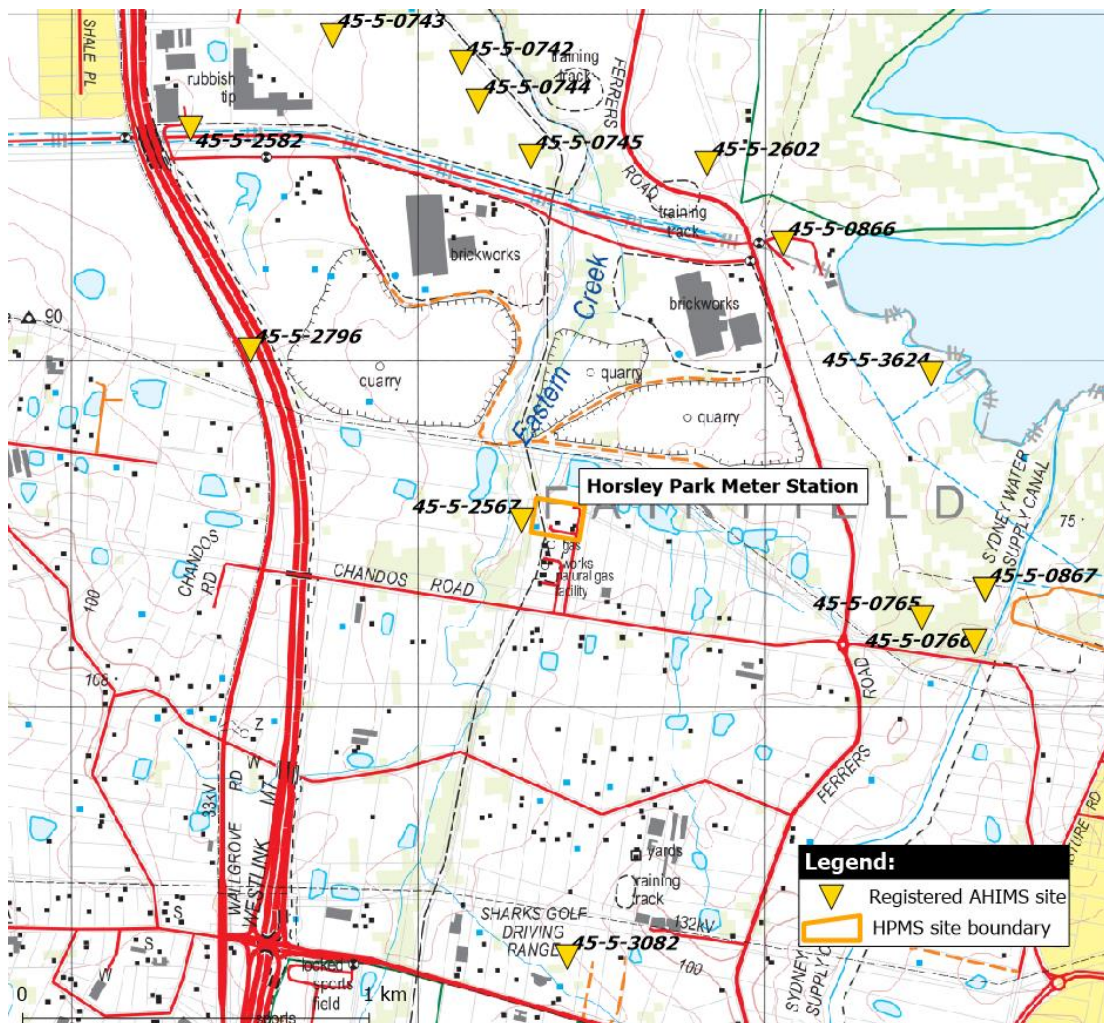 45-5-0743
45-5-0742
training
track
45-5-0744
FERRERS
SHALE PL
rubbish
tip
45-5-2582
45-5-0745
45-5-2602
ROAD
training
track
45-5-0866
brickworks
brickworks
Eastern Creek
90
45-5-2796
quarry
quarry
quarry
45-5-3624
Horsley Park Meter Station
FAIRFIELD
45-5-2567
SYDNEY WATER
SUPPLY CANAL
75
gas
works
natural gas
facility
CHANDOS
RD
CHANDOS ROAD
100
45-5-0867
45-5-0765
45-5-0766
108
ROAD
FERRERS
Z
W
33kV
WALLGROVE RD
WESTLINK M7
yards
training
track
132kV
100
SHARKS GOLF
DRIVING
RANGE
45-5-3082
SYDNEY
SUPPLY
S
S
W
locked
sports
field
sports
0
1 km
Legend:
Registered AHIMS site
HPMS site boundary